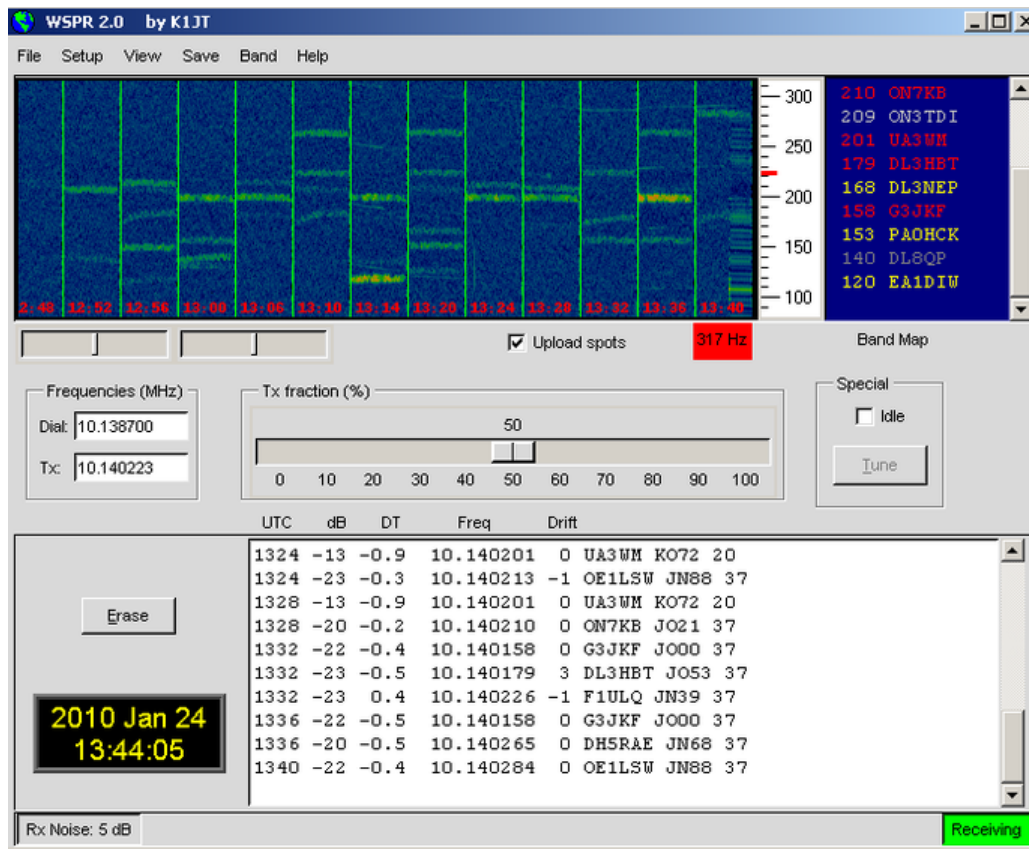 WSPR 2.0 by K1JT
File Setup View Save Band Help
300
250
200
150
100
210 ON7KB
209 ON3TDI
201 UA3WM
179 DL3HBT
168 DL3NEP
158 G3JKF
153 PA0HCK
140 DL8QP
120 EA1DIW
2:48 12:52 12:56 13:00 13:06 13:10 13:14 13:20 13:24 13:28 13:32 13:36 13:40
Upload spots
317 Hz
Band Map
Frequencies (MHz)
Dial: 10.138700
Tx: 10.140223
Tx fraction (%)
50
0 10 20 30 40 50 60 70 80 90 100
Special
Idle
Tune
UTC dB DT Freq Drift
1324 -13 -0.9 10.140201 0 UA3WM KO72 20
1324 -23 -0.3 10.140213 -1 OE1LSW JN88 37
1328 -13 -0.9 10.140201 0 UA3WM KO72 20
1328 -20 -0.2 10.140210 0 ON7KB JO21 37
1332 -22 -0.4 10.140158 0 G3JKF JO00 37
1332 -23 -0.5 10.140179 3 DL3HBT JO53 37
1332 -23 0.4 10.140226 -1 F1ULQ JN39 37
1336 -22 -0.5 10.140158 0 G3JKF JO00 37
1336 -20 -0.5 10.140265 0 DH5RAE JN68 37
1340 -22 -0.4 10.140284 0 OE1LSW JN88 37
Erase
2010 Jan 24
13:44:05
Rx Noise: 5 dB
Receiving